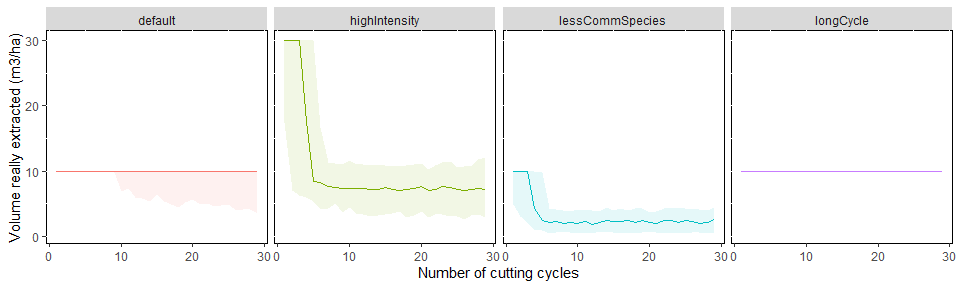 default highIntensity lessCommSpecies longCycle
Volume really extracted (m3/ha)
30
20
10
0
0 10 20 30 0 10 20 30 0 10 20 30 0 10 20 30
Number of cutting cycles